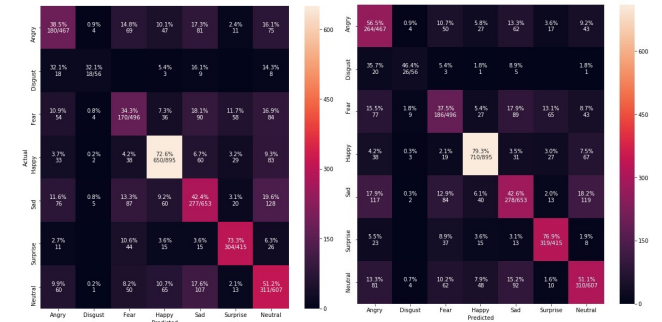 38.5% 0.9% 14.8% 10.1% 17.3% 2.4% 16.1%
Angry 180/467 4 69 47 81 11 75
32.1% 32.1% 5.4% 16.1% 14.3%
Disgust 18 18/56 3 9 8
10.9% 0.8% 34.3% 7.3% 18.1% 11.7% 16.9%
Fear 54 4 170/496 36 90 58 84
Actual
3.7% 0.2% 4.2% 72.6% 6.7% 3.2% 9.3%
Happy 33 2 38 650/895 60 29 83
11.6% 0.8% 13.3% 9.2% 42.4% 3.1% 19.6%
Sad 76 5 87 60 277/653 20 128
2.7% 10.6% 3.6% 3.6% 73.3% 6.3%
Surprise 11 44 15 15 304/415 26
9.9% 0.2% 8.2% 10.7% 17.6% 2.1% 51.2%
Neutral 60 1 50 65 107 13 311/607
Angry Disgust Fear Happy Sad Surprise Neutral
Predicted
600
450
300
150
0
56.5% 0.9% 10.7% 5.8% 13.3% 3.6% 9.2%
Angry 264/467 4 50 27 62 17 43
35.7% 46.4% 5.4% 1.8% 8.9% 1.8%
Disgust 20 26/56 3 1 5 1
15.5% 1.8% 37.5% 5.4% 17.9% 13.1% 8.7%
Fear 77 9 186/496 27 89 65 43
4.2% 0.3% 2.1% 79.3% 3.5% 3.0% 7.5%
Happy 38 3 19 710/895 31 27 67
17.9% 0.3% 12.9% 6.1% 42.6% 2.0% 18.2%
Sad 117 2 84 40 278/653 13 119
5.5% 8.9% 3.6% 3.1% 76.9% 1.9%
Surprise 23 37 15 13 319/415 8
13.3% 0.7% 10.2% 7.9% 15.2% 1.6% 51.1%
Neutral 81 4 62 48 92 10 310/607
Angry Disgust Fear Happy Sad Surprise Neutral
Predicted
600
450
300
150
0